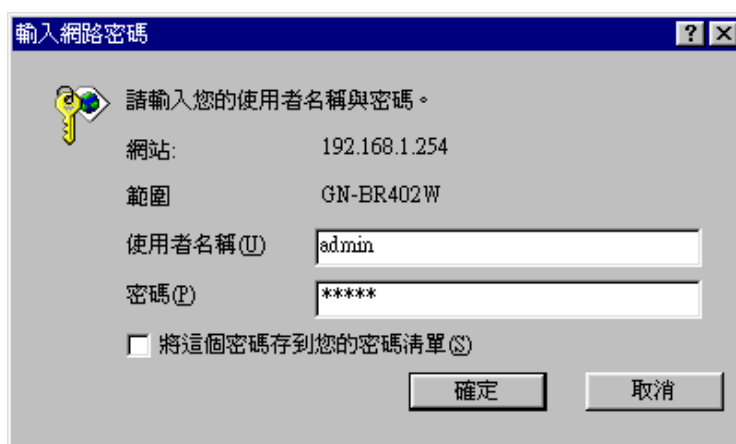 輸入網路密碼
請輸入您的使用者名稱與密碼。
網站: 192.168.1.254
範圍 GN-BR402W
使用者名稱(U) admin
密碼(P) *****
將這個密碼存到您的密碼清單(S)
確定 取消